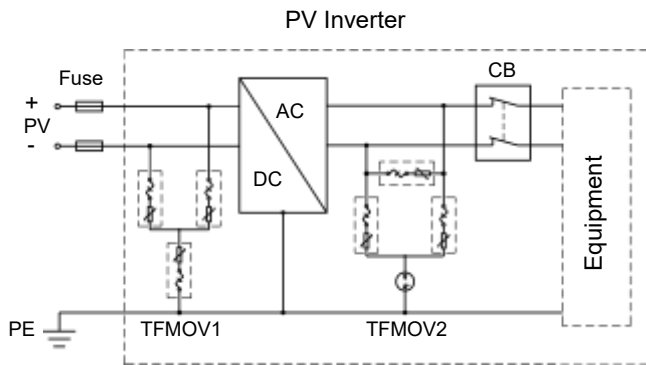 PV Inverter
Fuse
CB
+
PV
-
AC
DC
Equipment
PE
TFMOV1
TFMOV2